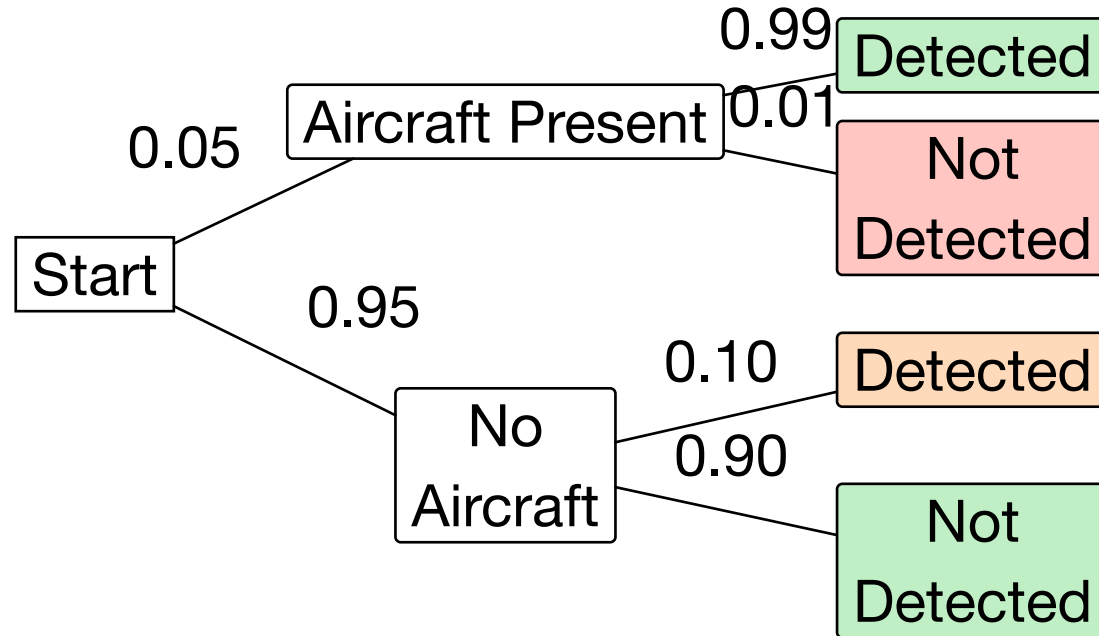 0.99
Detected
Aircraft Present
0.01
0.05
Not
Detected
Start
0.95
0.10
Detected
No
Aircraft
0.90
Not
Detected